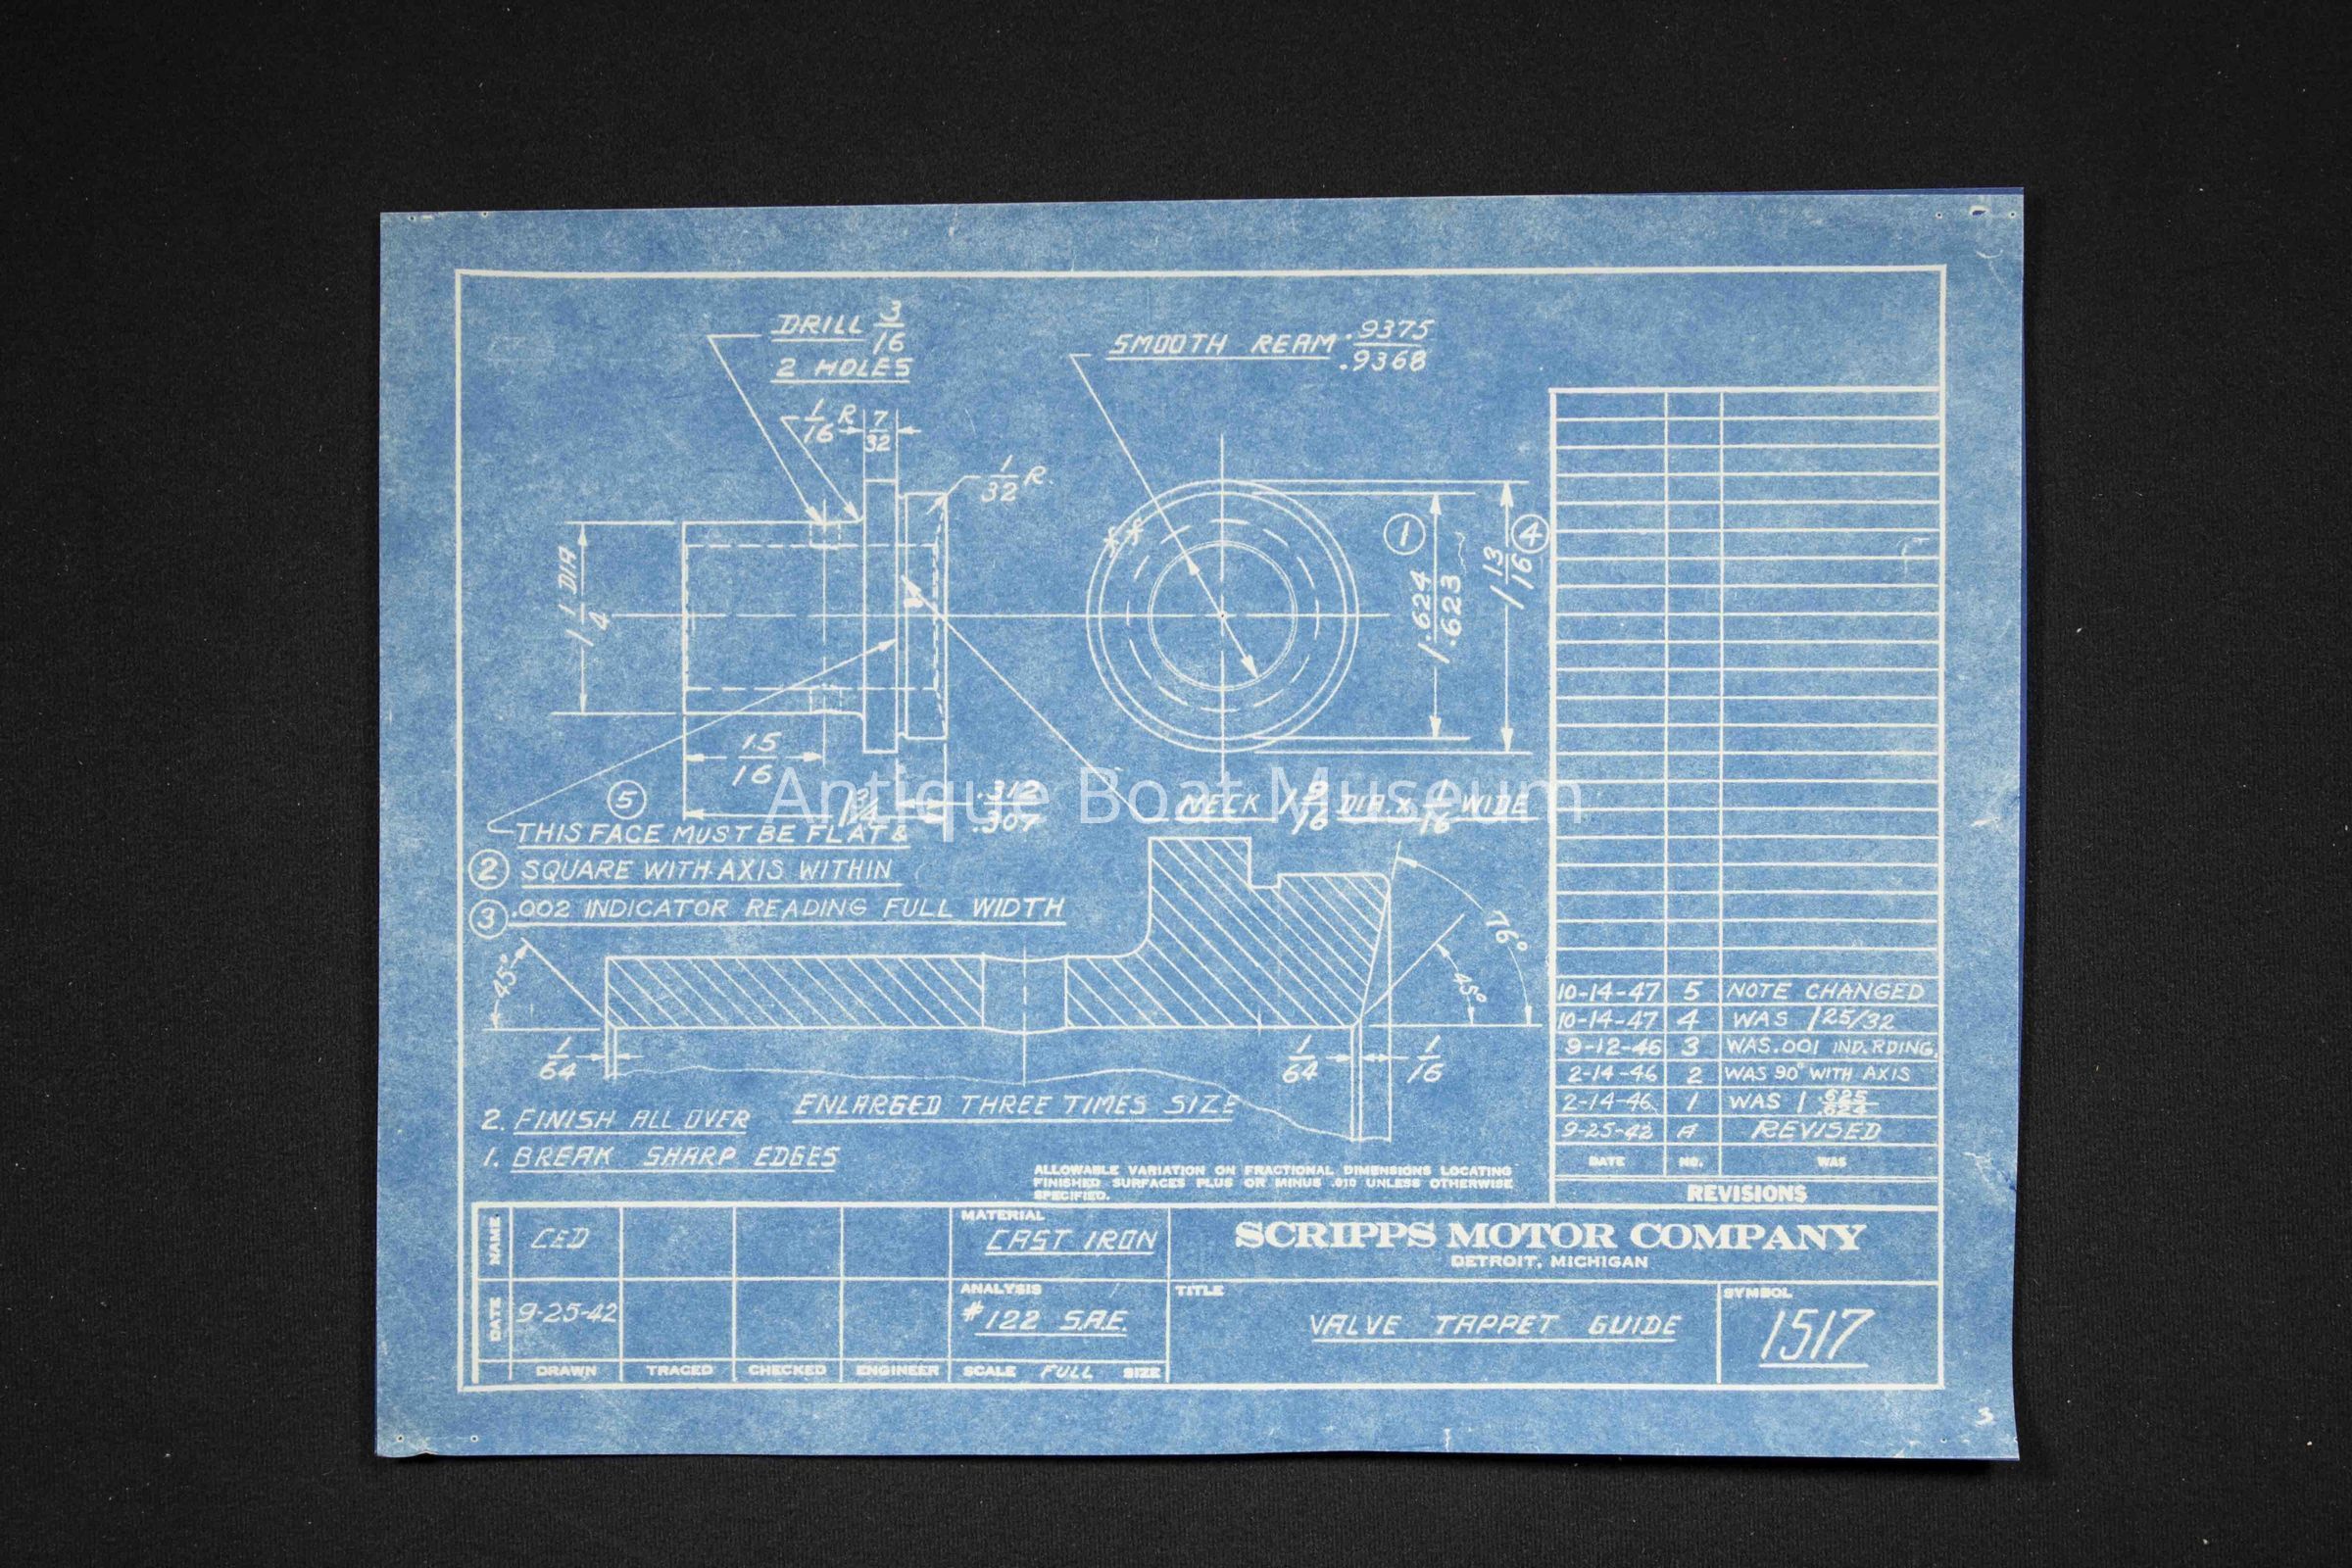 DRILL 3/16
2 HOLES
1/16 R
7/32
1/32 R.
SMOOTH REAM .9375
.9368
1 1/4 DIA
15/16
1 3/4
.312
.307
1
1.624
.623
1 13/16
4
NECK 1 9/16 DIA. X 1/16 WIDE
Antique Boat Museum
5
THIS FACE MUST BE FLAT &
2 SQUARE WITH AXIS WITHIN
3 .002 INDICATOR READING FULL WIDTH
45°
76°
45°
1/64
1/64
1/16
ENLARGED THREE TIMES SIZE
2. FINISH ALL OVER
1. BREAK SHARP EDGES
ALLOWABLE VARIATION ON FRACTIONAL DIMENSIONS LOCATING
FINISHED SURFACES PLUS OR MINUS .010 UNLESS OTHERWISE
SPECIFIED.
10-14-47 5 NOTE CHANGED
10-14-47 4 WAS 1 25/32
9-12-46 3 WAS .001 IND. RDING.
2-14-46 2 WAS 90° WITH AXIS
2-14-46 1 WAS 1 .625/.624
9-25-42 A REVISED
DATE NO. WAS
REVISIONS
NAME CED
DATE 9-25-42
DRAWN TRACED CHECKED ENGINEER
MATERIAL
CAST IRON
ANALYSIS
#122 S.A.E.
SCALE FULL SIZE
SCRIPPS MOTOR COMPANY
DETROIT, MICHIGAN
TITLE
VALVE TAPPET GUIDE
SYMBOL
1517
3